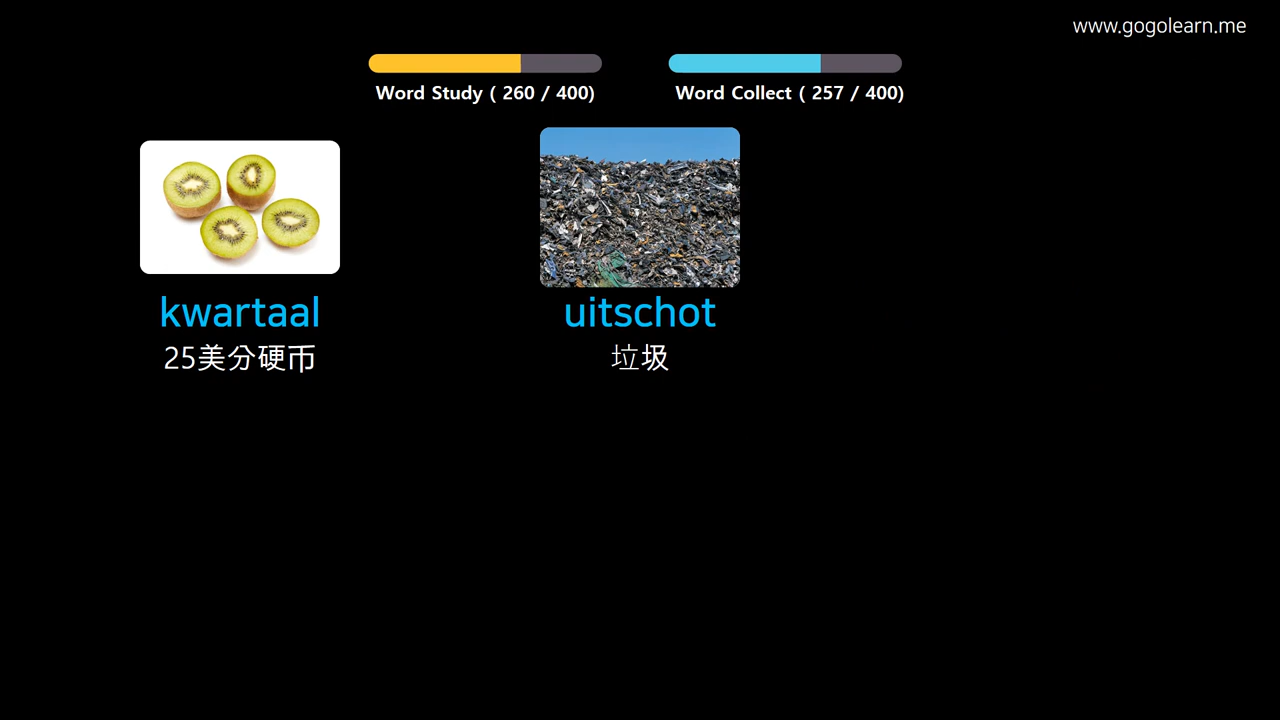 www.gogolearn.me
Word Study ( 260 / 400)
Word Collect ( 257 / 400)
kwartaal
25美分硬币
uitschot
垃圾